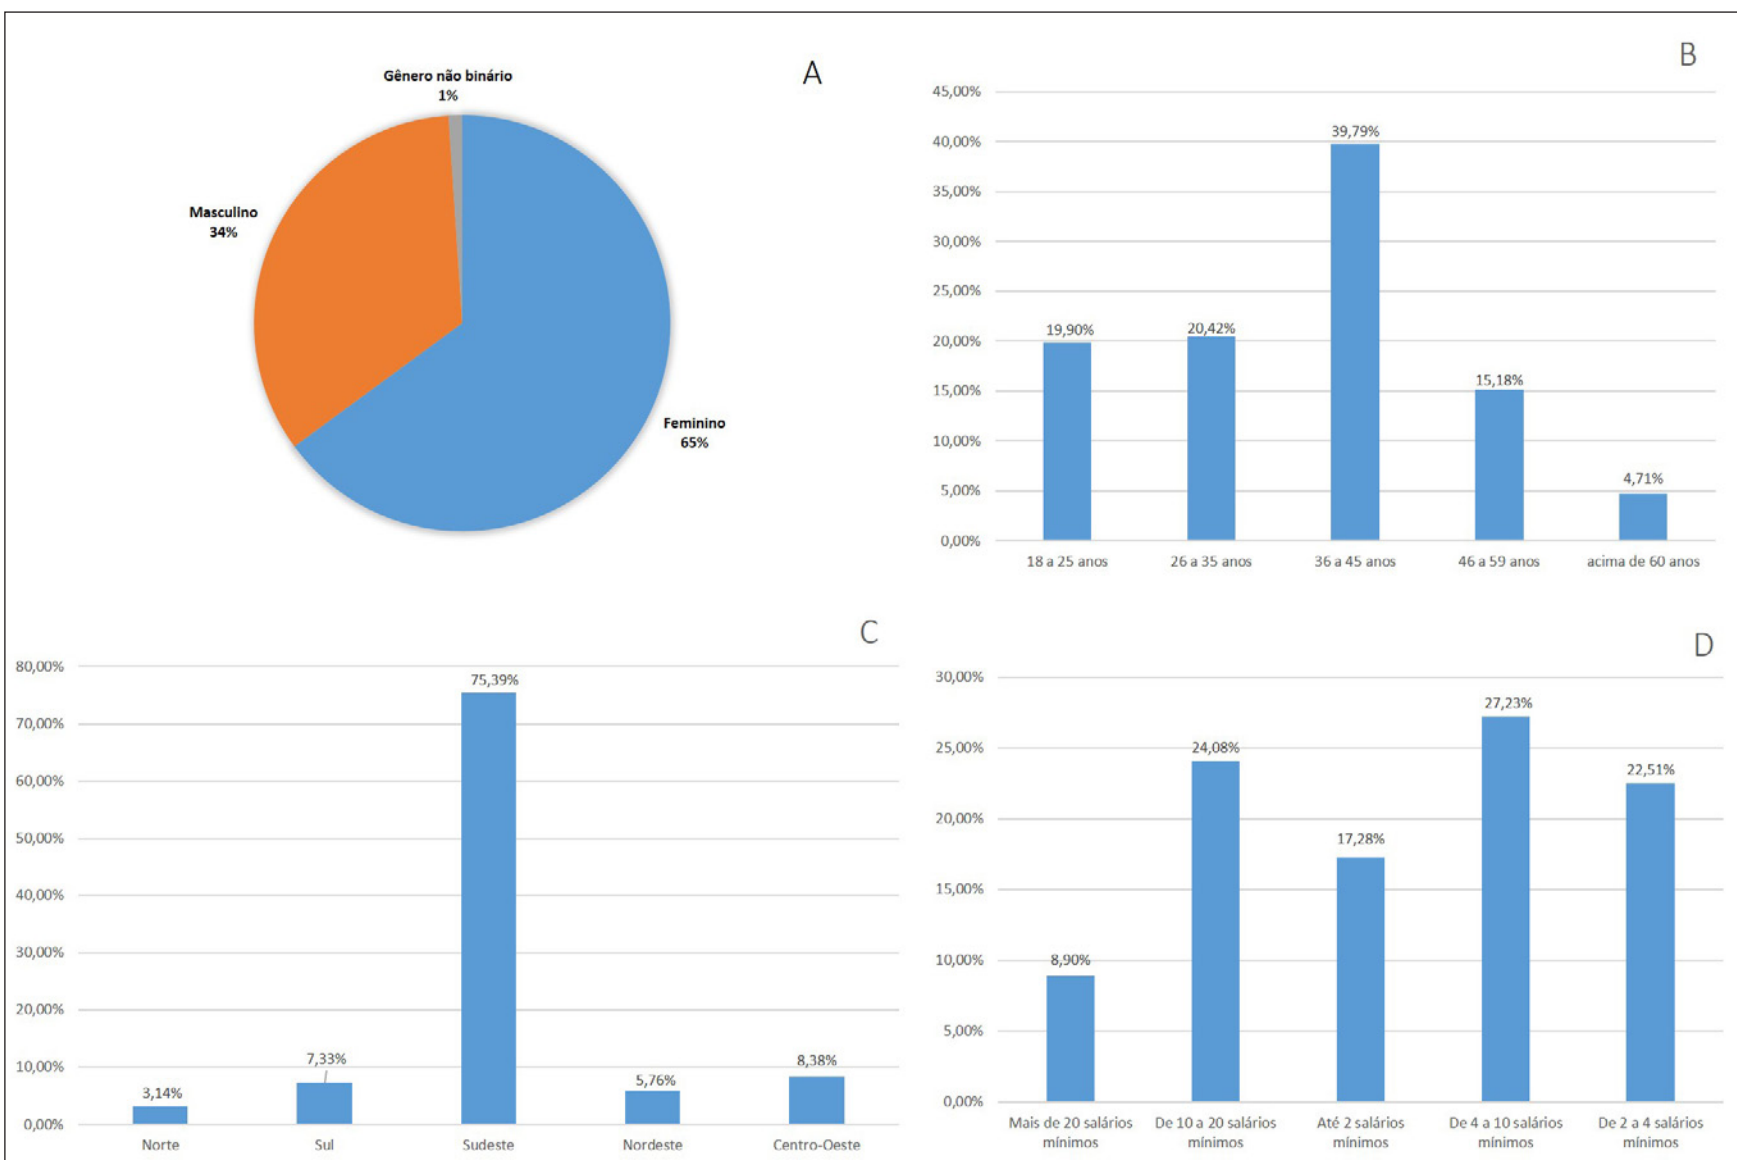 A
Gênero não binário
1%
Masculino
34%
Feminino
65%
B
45,00%
40,00%
35,00%
30,00%
25,00%
20,00%
15,00%
10,00%
5,00%
0,00%
19,90%
20,42%
39,79%
15,18%
4,71%
18 a 25 anos
26 a 35 anos
36 a 45 anos
46 a 59 anos
acima de 60 anos
C
80,00%
70,00%
60,00%
50,00%
40,00%
30,00%
20,00%
10,00%
0,00%
3,14%
7,33%
75,39%
5,76%
8,38%
Norte
Sul
Sudeste
Nordeste
Centro-Oeste
D
30,00%
25,00%
20,00%
15,00%
10,00%
5,00%
0,00%
8,90%
24,08%
17,28%
27,23%
22,51%
Mais de 20 salários
mínimos
De 10 a 20 salários
mínimos
Até 2 salários
mínimos
De 4 a 10 salários
mínimos
De 2 a 4 salários
mínimos